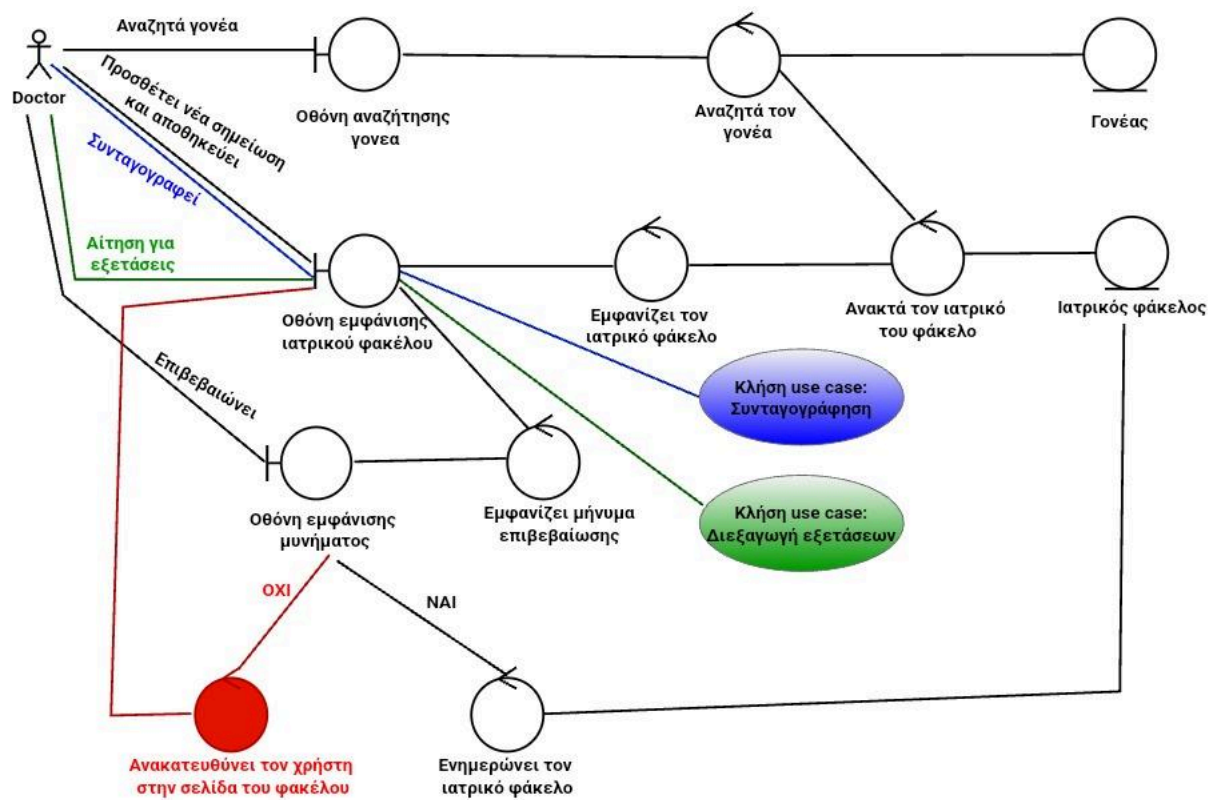 Αναζητά γονέα
Doctor
Οθόνη αναζήτησης
γονεα
Αναζητά τον
γονέα
Γονέας
Προσθέτει νέα σημείωση
και αποθηκεύει
Συνταγογραφεί
Αίτηση για
εξετάσεις
Οθόνη εμφάνισης
ιατρικού φακέλου
Εμφανίζει τον
ιατρικό φάκελο
Ανακτά τον ιατρικό
του φάκελο
Ιατρικός φάκελος
Επιβεβαιώνει
Κλήση use case:
Συνταγογράφηση
Οθόνη εμφάνισης
μυνήματος
Εμφανίζει μήνυμα
επιβεβαίωσης
Κλήση use case:
Διεξαγωγή εξετάσεων
ΟΧΙ
ΝΑΙ
Ανακατευθύνει τον χρήστη
στην σελίδα του φακέλου
Ενημερώνει τον
ιατρικό φάκελο